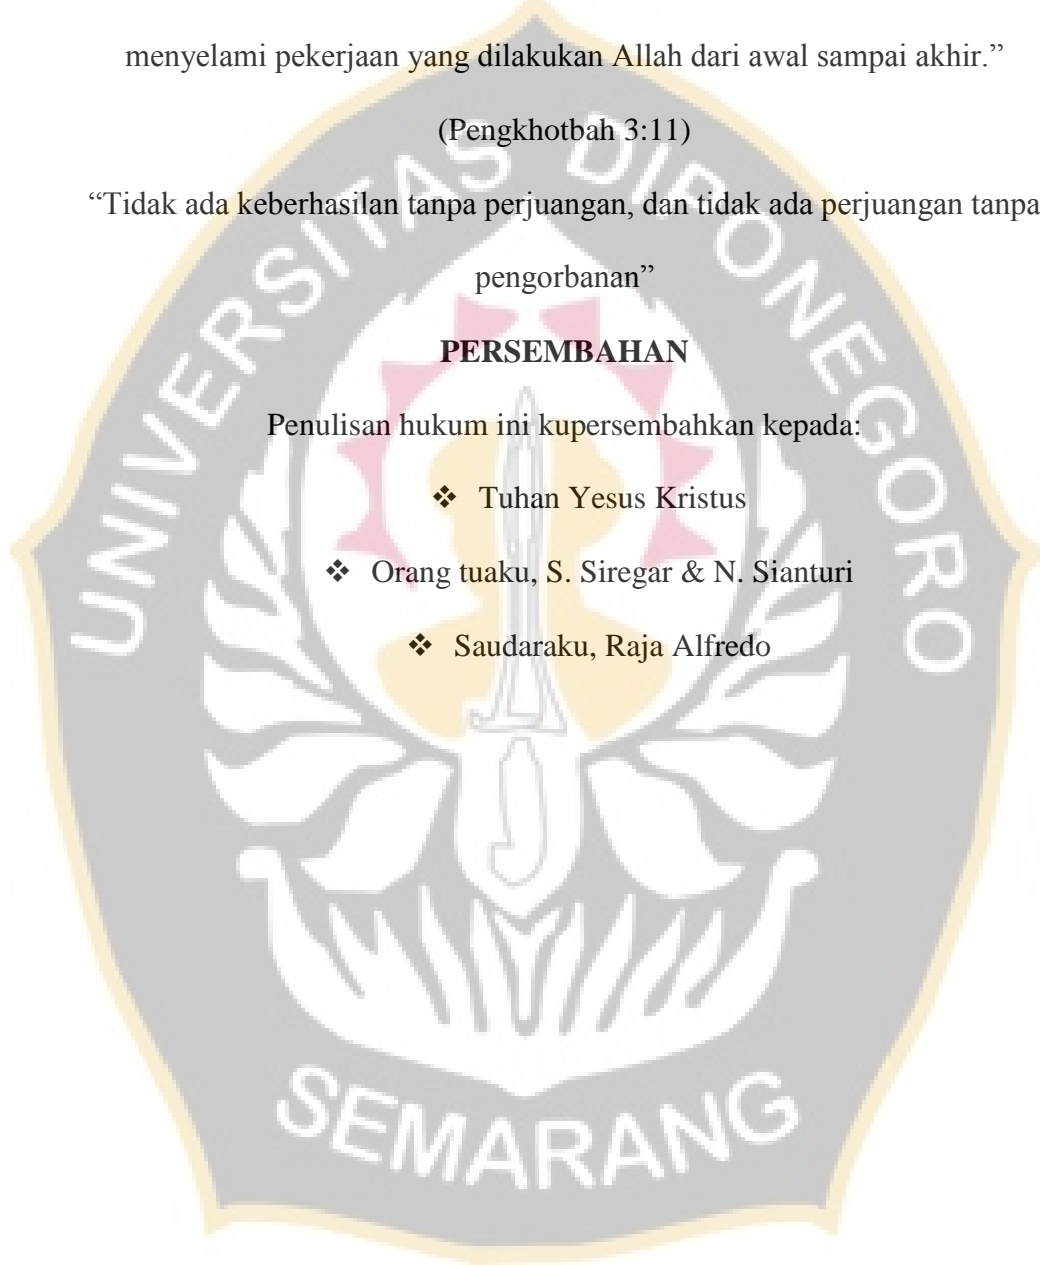 menyelami pekerjaan yang dilakukan Allah dari awal sampai akhir.”
(Pengkhotbah 3:11)
“Tidak ada keberhasilan tanpa perjuangan, dan tidak ada perjuangan tanpa
pengorbanan”
PERSEMBAHAN
Penulisan hukum ini kupersembahkan kepada:
❖ Tuhan Yesus Kristus
❖ Orang tuaku, S. Siregar & N. Sianturi
❖ Saudaraku, Raja Alfredo
UNIVERSITAS DIPONEGORO
SEMARANG